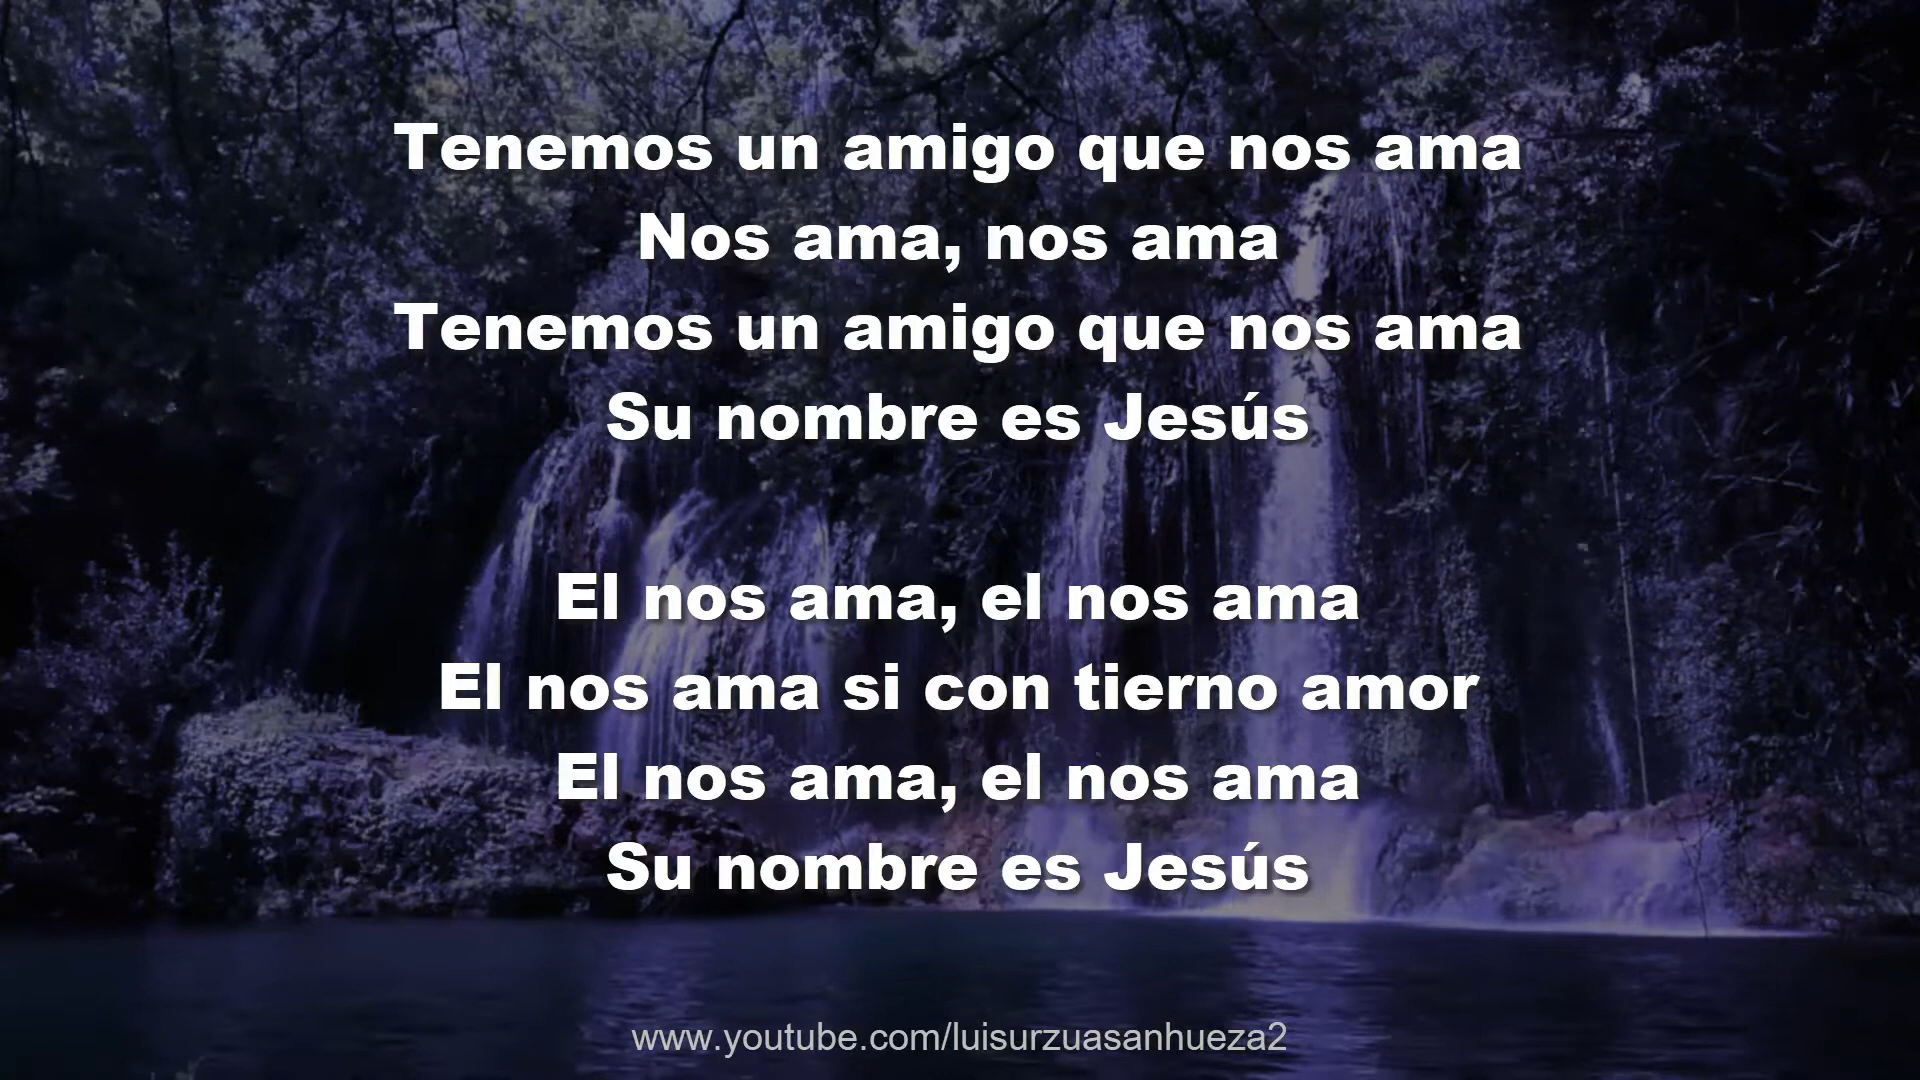 Tenemos un amigo que nos ama
Nos ama, nos ama
Tenemos un amigo que nos ama
Su nombre es Jesús
El nos ama, el nos ama
El nos ama si con tierno amor
El nos ama, el nos ama
Su nombre es Jesús
www.youtube.com/luisurzuasanhueza2